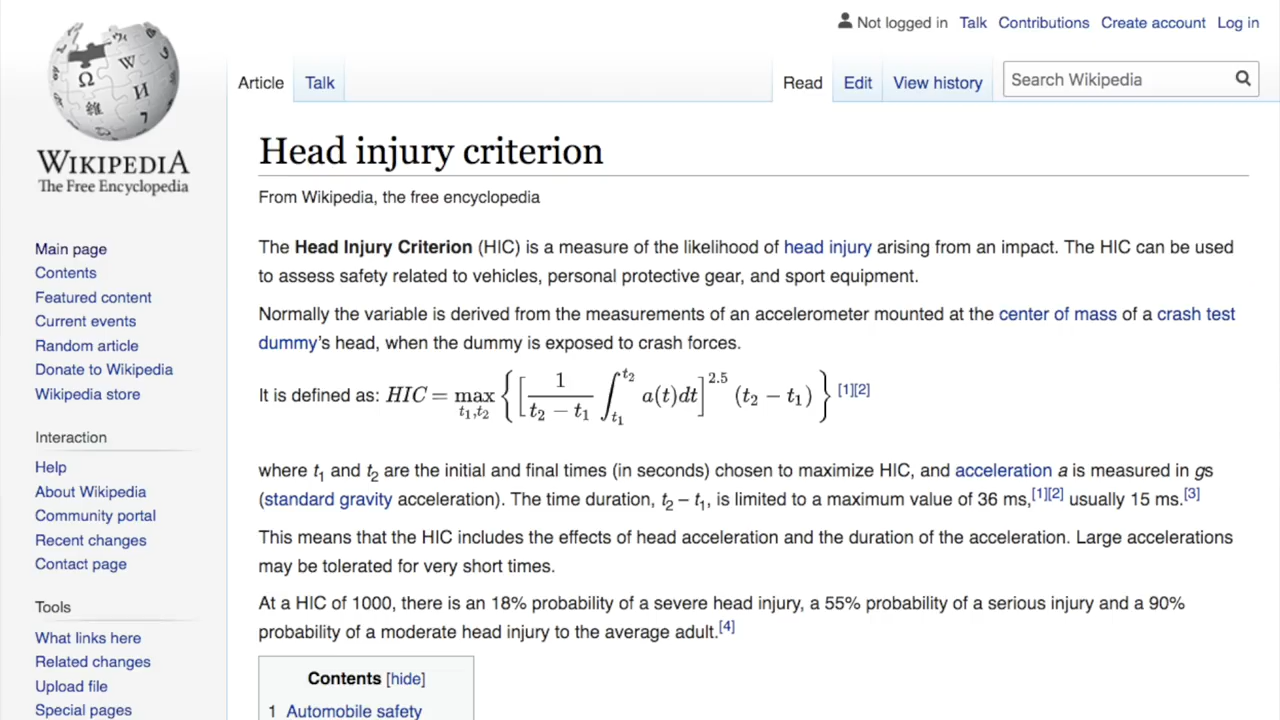 Not logged in Talk Contributions Create account Log in
Article Talk Read Edit View history Search Wikipedia
WIKIPEDIA
The Free Encyclopedia
Main page
Contents
Featured content
Current events
Random article
Donate to Wikipedia
Wikipedia store
Interaction
Help
About Wikipedia
Community portal
Recent changes
Contact page
Tools
What links here
Related changes
Upload file
Special pages
Head injury criterion
From Wikipedia, the free encyclopedia
The Head Injury Criterion (HIC) is a measure of the likelihood of head injury arising from an impact. The HIC can be used
to assess safety related to vehicles, personal protective gear, and sport equipment.
Normally the variable is derived from the measurements of an accelerometer mounted at the center of mass of a crash test
dummy's head, when the dummy is exposed to crash forces.
It is defined as: HIC = max_{t₁,t₂} { [ 1/(t₂ − t₁) ∫_{t₁}^{t₂} a(t)dt ]^{2.5} (t₂ − t₁) } [1][2]
where t₁ and t₂ are the initial and final times (in seconds) chosen to maximize HIC, and acceleration a is measured in gs
(standard gravity acceleration). The time duration, t₂ – t₁, is limited to a maximum value of 36 ms,[1][2] usually 15 ms.[3]
This means that the HIC includes the effects of head acceleration and the duration of the acceleration. Large accelerations
may be tolerated for very short times.
At a HIC of 1000, there is an 18% probability of a severe head injury, a 55% probability of a serious injury and a 90%
probability of a moderate head injury to the average adult.[4]
Contents [hide]
1 Automobile safety